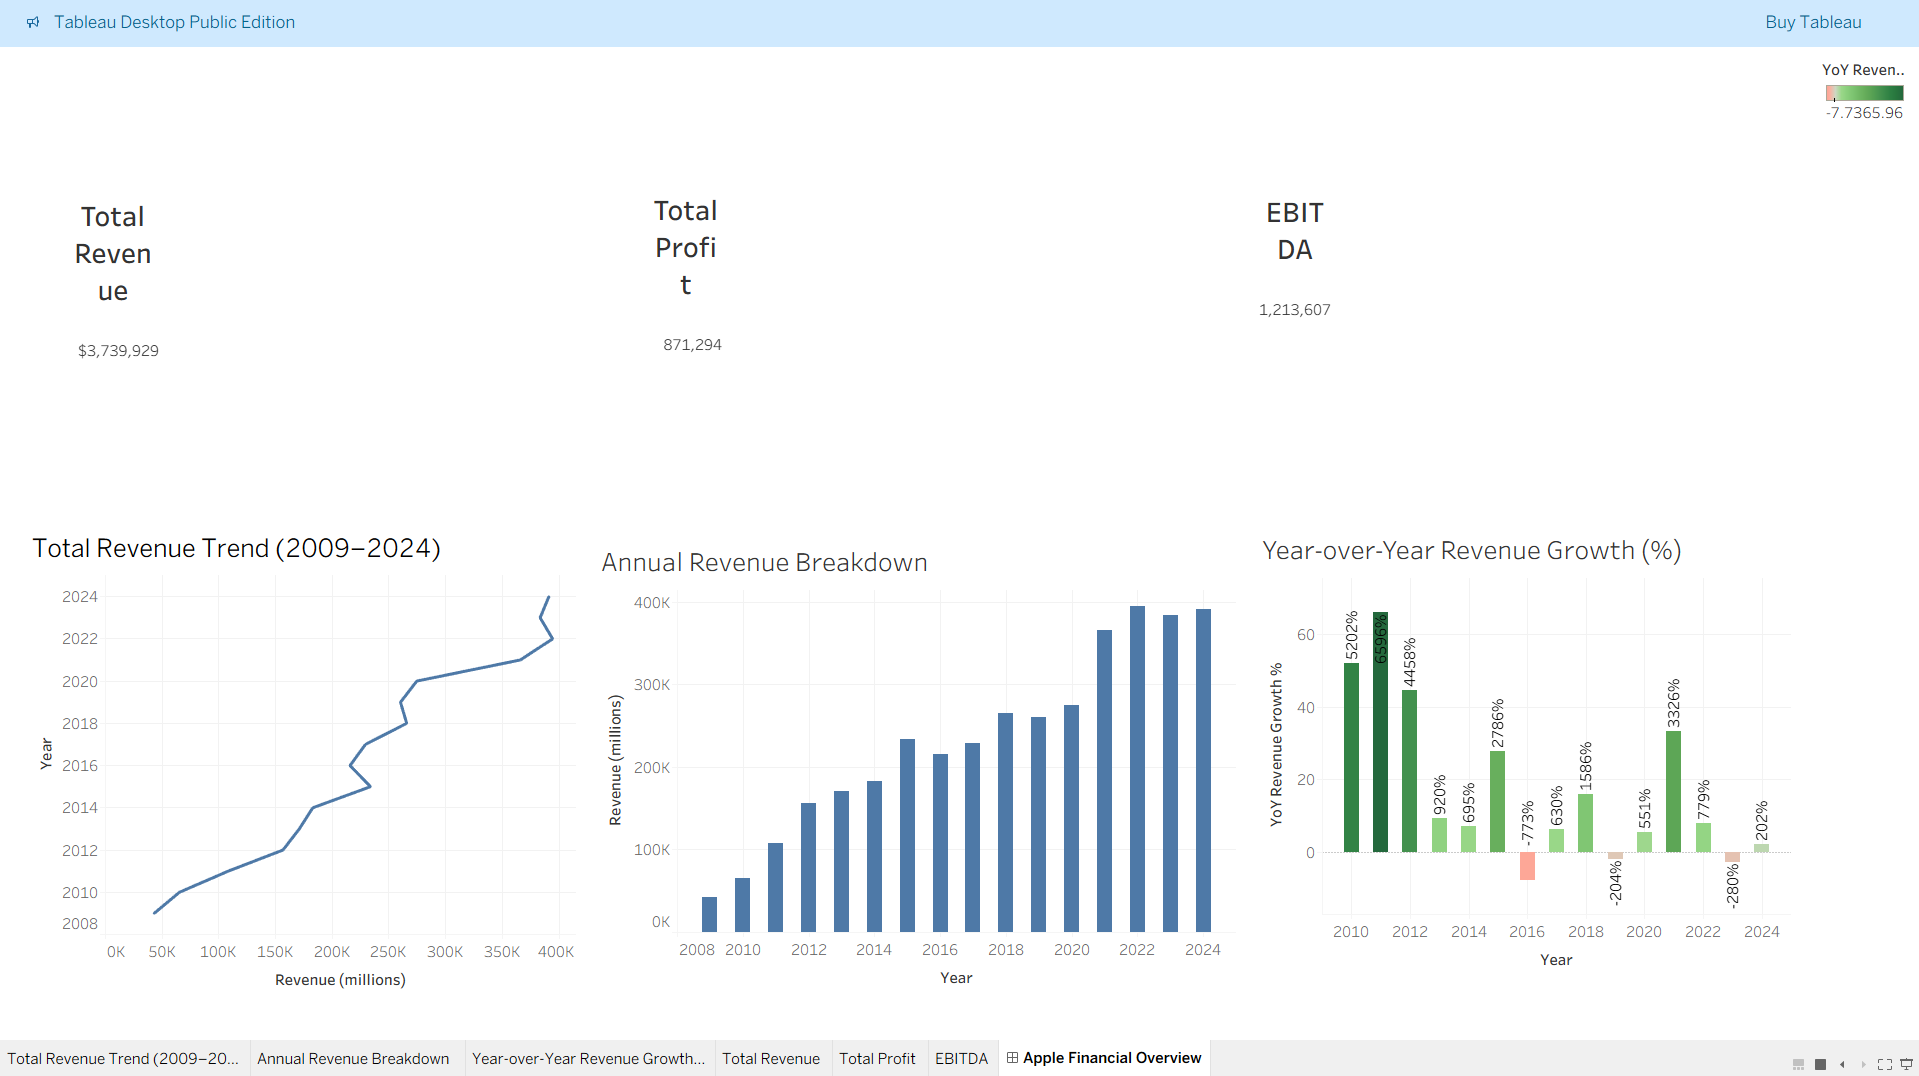 Tableau Desktop Public Edition
Buy Tableau
YoY Reven..
-7.7365.96
Total
Reven
ue
$3,739,929
Total
Profi
t
871,294
EBIT
DA
1,213,607
Total Revenue Trend (2009–2024)
2024
2022
2020
2018
2016
2014
2012
2010
2008
Year
0K 50K 100K 150K 200K 250K 300K 350K 400K
Revenue (millions)
Annual Revenue Breakdown
400K
300K
200K
100K
0K
Revenue (millions)
2008 2010 2012 2014 2016 2018 2020 2022 2024
Year
Year-over-Year Revenue Growth (%)
60
40
20
0
YoY Revenue Growth %
5202%
6596%
4458%
920%
695%
2786%
-773%
630%
1586%
-204%
551%
3326%
779%
-280%
202%
2010 2012 2014 2016 2018 2020 2022 2024
Year
Total Revenue Trend (2009–20...
Annual Revenue Breakdown
Year-over-Year Revenue Growth...
Total Revenue
Total Profit
EBITDA
Apple Financial Overview